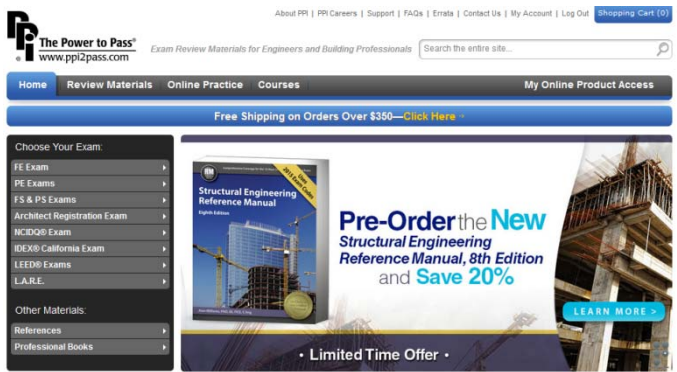 About PPI | PPI Careers | Support | FAQs | Errata | Contact Us | My Account | Log Out
Shopping Cart (0)
The Power to Pass®
www.ppi2pass.com
Exam Review Materials for Engineers and Building Professionals
Search the entire site...
Home Review Materials Online Practice Courses My Online Product Access
Free Shipping on Orders Over $350—Click Here
Choose Your Exam:
FE Exam
PE Exams
FS & PS Exams
Architect Registration Exam
NCIDQ® Exam
IDEX® California Exam
LEED® Exams
L.A.R.E.
Other Materials:
References
Professional Books
Uses
2015 Exam Codes
Structural Engineering
Reference Manual
Eighth Edition
Pre-Order the New
Structural Engineering
Reference Manual, 8th Edition
and Save 20%
LEARN MORE >
• Limited Time Offer •